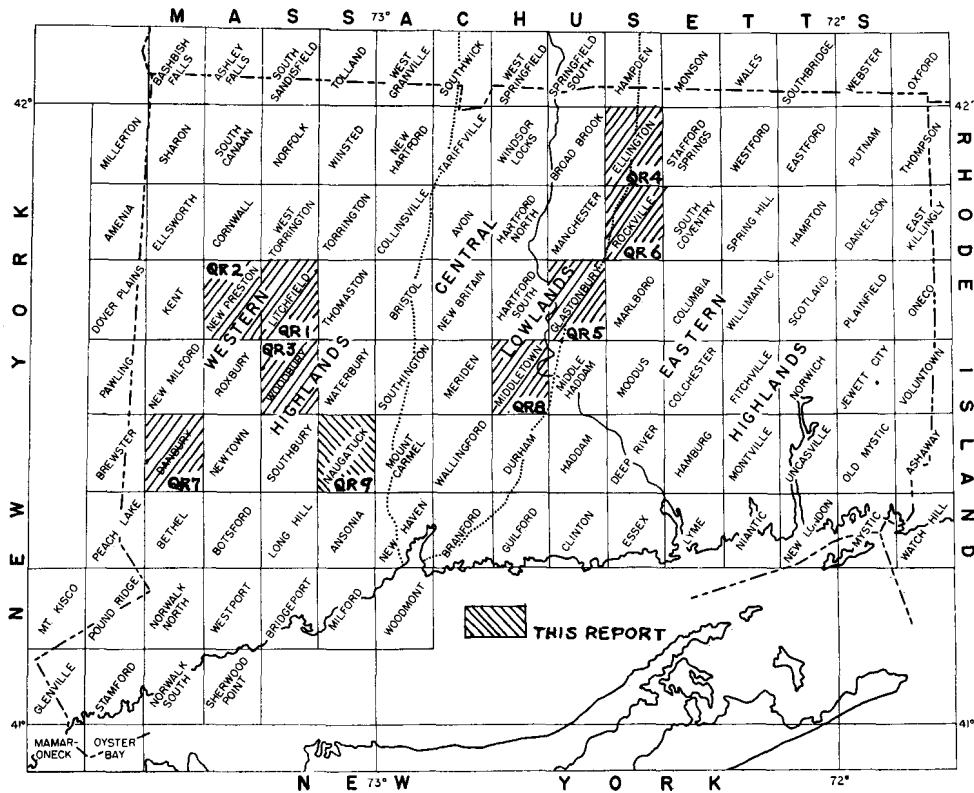 MASSACHUSETTS
73° 72°
BASHBISH FALLS ASHLEY FALLS SOUTH SANDISFIELD TOLLAND WEST GRANVILLE SOUTHWICK WEST SPRINGFIELD SPRINGFIELD SOUTH HAMPDEN MONSON WALES SOUTHBRIDGE WEBSTER OXFORD
42° 42°
MILLERTON SHARON SOUTH CANAAN NORFOLK WINSTED NEW HARTFORD TARIFFVILLE WINDSOR LOCKS BROAD BROOK ELLINGTON STAFFORD SPRINGS WESTFORD EASTFORD PUTNAM THOMPSON
QR4
AMENIA ELLSWORTH CORNWALL WEST TORRINGTON TORRINGTON COLLINSVILLE AVON HARTFORD NORTH MANCHESTER ROCKVILLE SOUTH COVENTRY SPRING HILL HAMPTON DANIELSON EAST KILLINGLY
QR6
QR2
DOVER PLAINS KENT NEW PRESTON LITCHFIELD THOMASTON BRISTOL NEW BRITAIN HARTFORD SOUTH GLASTONBURY MARLBORO COLUMBIA WILLIMANTIC SCOTLAND PLAINFIELD ONECO
QR1 QR5
QR3
PAWLING NEW MILFORD ROXBURY WOODBURY WATERBURY SOUTHINGTON MERIDEN MIDDLETOWN MIDDLE HADDAM MOODUS COLCHESTER FITCHVILLE NORWICH JEWETT CITY VOLUNTOWN
QR8
BREWSTER DANBURY NEWTOWN SOUTHBURY NAUGATUCK MOUNT CARMEL WALLINGFORD DURHAM HADDAM DEEP RIVER HAMBURG MONTVILLE UNCASVILLE OLD MYSTIC ASHAWAY
QR7 QR9
PEACH LAKE BETHEL BOTSFORD LONG HILL ANSONIA NEW HAVEN BRANFORD GUILFORD CLINTON ESSEX LYME NIANTIC NEW LONDON MYSTIC WATCH HILL
MT KISCO POUND RIDGE NORWALK NORTH WESTPORT BRIDGEPORT MILFORD WOODMONT
THIS REPORT
GLENVILLE STAMFORD NORWALK SOUTH SHERWOOD POINT
41° 41°
MAMAR-
ONECK
OYSTER
BAY
WESTERN
HIGHLANDS
CENTRAL
LOWLANDS
EASTERN
HIGHLANDS
NEW YORK
RHODE ISLAND
NEW YORK
73° 72°